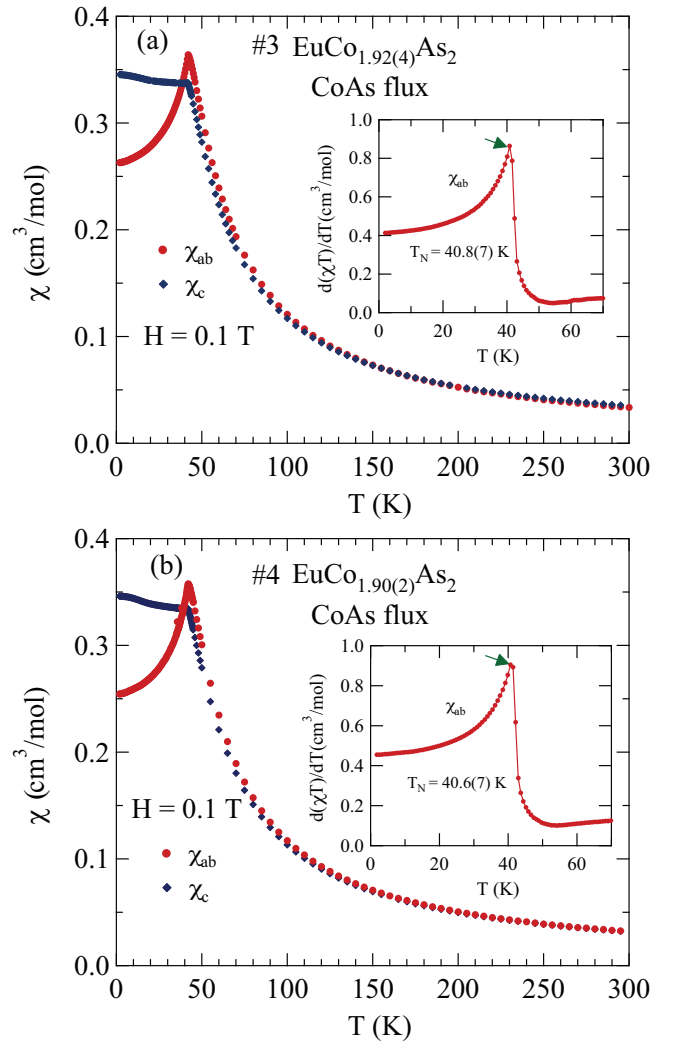 (a)
#3 EuCo1.92(4)As2
CoAs flux
χ (cm3/mol)
0.4
0.3
0.2
0.1
0.0
χab
χc
H = 0.1 T
0 50 100 150 200 250 300
T (K)
d(χT)/dT(cm3/mol)
1.0
0.8
0.6
0.4
0.2
0.0
χab
TN = 40.8(7) K
0 20 40 60
T (K)
(b)
#4 EuCo1.90(2)As2
CoAs flux
χ (cm3/mol)
0.4
0.3
0.2
0.1
0.0
H = 0.1 T
χab
χc
0 50 100 150 200 250 300
T (K)
d(χT)/dT(cm3/mol)
1.0
0.8
0.6
0.4
0.2
0.0
χab
TN = 40.6(7) K
0 20 40 60
T (K)